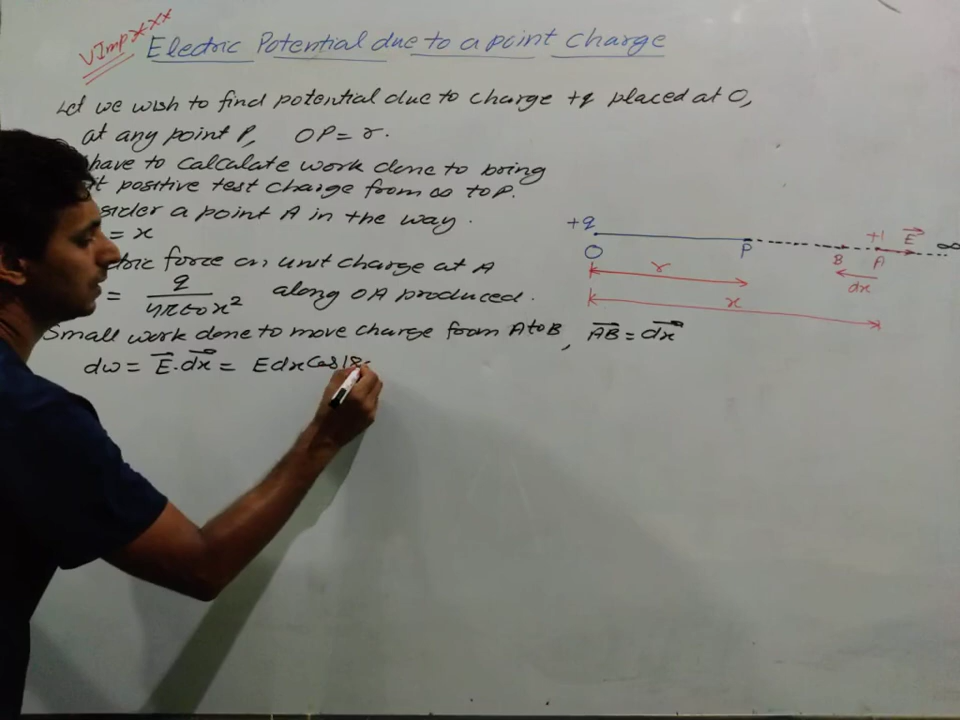 VImp xxx
Electric Potential due to a point charge
Let we wish to find potential due to charge +q placed at O,
at any point P, OP = r.
have to calculate work done to bring
positive test charge from ∞ to P.
a point A in the way.
= x
force on unit charge at A
= q / 4πε0x² along OA produced.
Small work done to move charge from A to B, AB→ = dx→
dw = E→.dx→ = E dx Cos18
+q
O
P
B
A
+1
E→
∞
dx
r
x